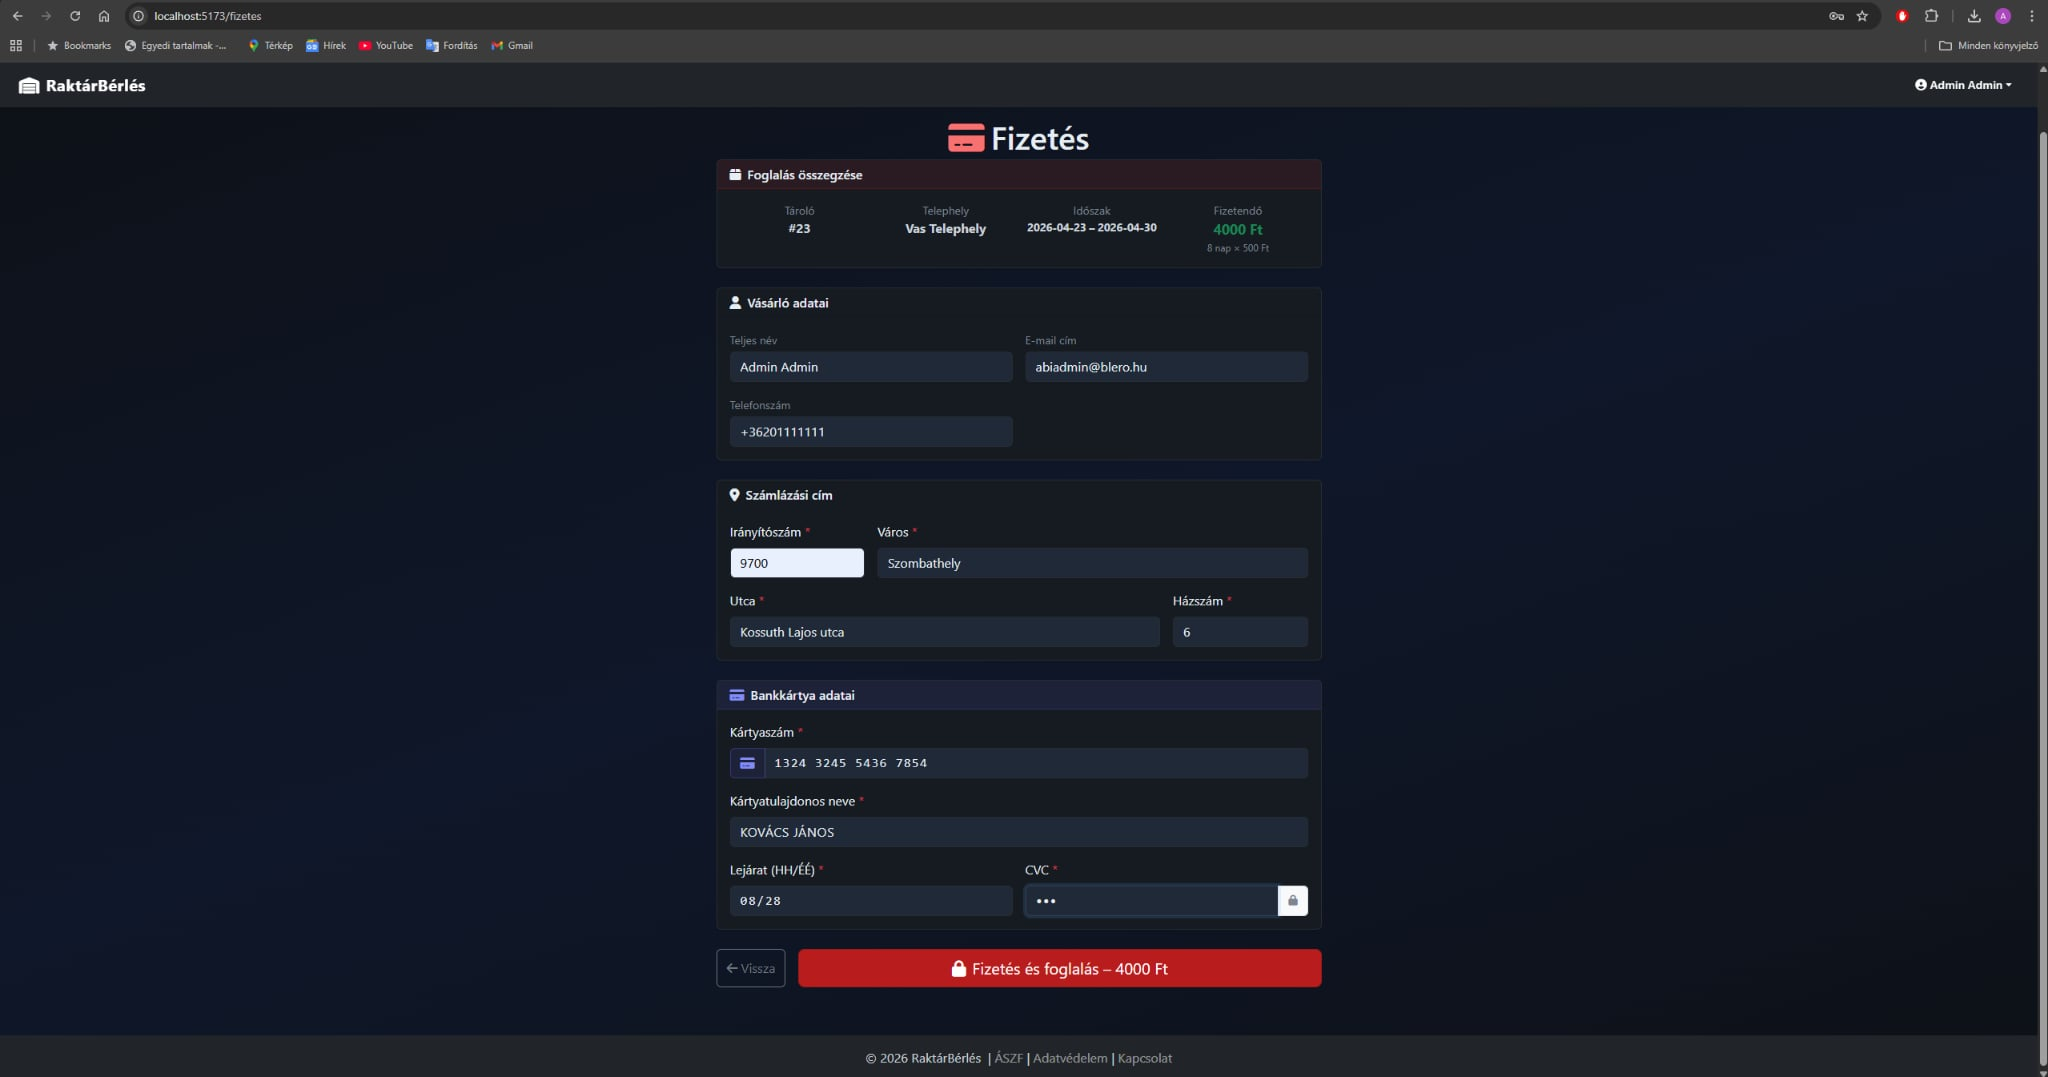 localhost:5173/fizetes
Bookmarks Egyedi tartalmak -... Térkép Hírek YouTube Fordítás Gmail Minden könyvjelző
RaktárBérlés Admin Admin
Fizetés
Foglalás összegzése
Tároló Telephely Időszak Fizetendő
#23 Vas Telephely 2026-04-23 – 2026-04-30 4000 Ft
8 nap × 500 Ft
Vásárló adatai
Teljes név E-mail cím
Admin Admin abiadmin@blero.hu
Telefonszám
+36201111111
Számlázási cím
Irányítószám * Város *
9700 Szombathely
Utca * Házszám *
Kossuth Lajos utca 6
Bankkártya adatai
Kártyaszám *
1324 3245 5436 7854
Kártyatulajdonos neve *
KOVÁCS JÁNOS
Lejárat (HH/ÉÉ) * CVC *
08/28 •••
Vissza Fizetés és foglalás – 4000 Ft
© 2026 RaktárBérlés | ÁSZF | Adatvédelem | Kapcsolat